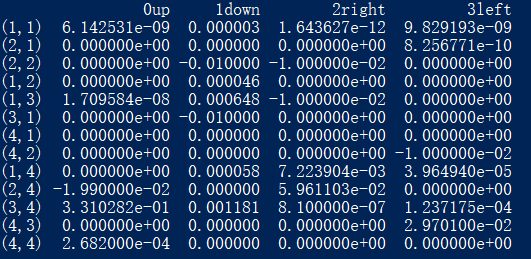 0up 1down 2right 3left
(1,1) 6.142531e-09 0.000003 1.643627e-12 9.829193e-09
(2,1) 0.000000e+00 0.000000 0.000000e+00 8.256771e-10
(2,2) 0.000000e+00 -0.010000 -1.000000e-02 0.000000e+00
(1,2) 0.000000e+00 0.000046 0.000000e+00 0.000000e+00
(1,3) 1.709584e-08 0.000648 -1.000000e-02 0.000000e+00
(3,1) 0.000000e+00 -0.010000 0.000000e+00 0.000000e+00
(4,1) 0.000000e+00 0.000000 0.000000e+00 0.000000e+00
(4,2) 0.000000e+00 0.000000 0.000000e+00 -1.000000e-02
(1,4) 0.000000e+00 0.000058 7.223904e-03 3.964940e-05
(2,4) -1.990000e-02 0.000000 5.961103e-02 0.000000e+00
(3,4) 3.310282e-01 0.001181 8.100000e-07 1.237175e-04
(4,3) 0.000000e+00 0.000000 0.000000e+00 2.970100e-02
(4,4) 2.682000e-04 0.000000 0.000000e+00 0.000000e+00